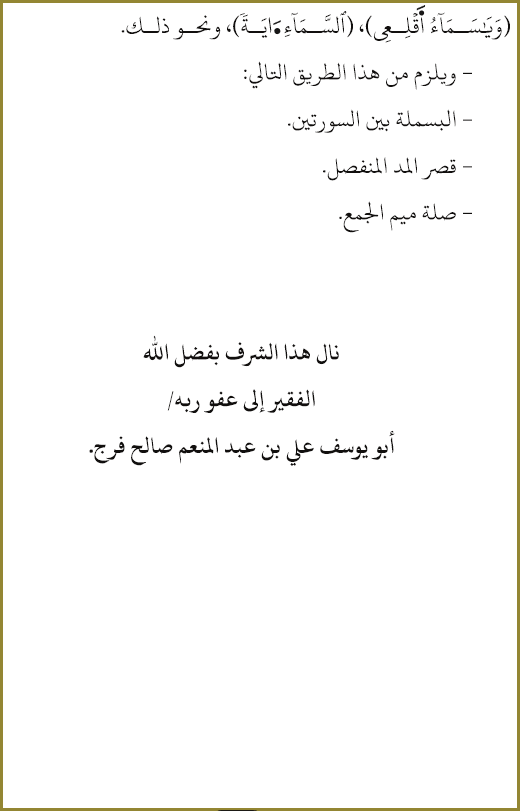 (وَيَٰسَمَآءُ أَقْلِعِى)، (ٱلسَّمَآءِ ءَايَةٗ)، ونحو ذلك.
- ويلزم من هذا الطريق التالي:
- البسملة بين السورتين.
- قصر المد المنفصل.
- صلة ميم الجمع.
نال هذا الشرف بفضل الله
الفقير إلى عفو ربه/
أبو يوسف علي بن عبد المنعم صالح فرج.